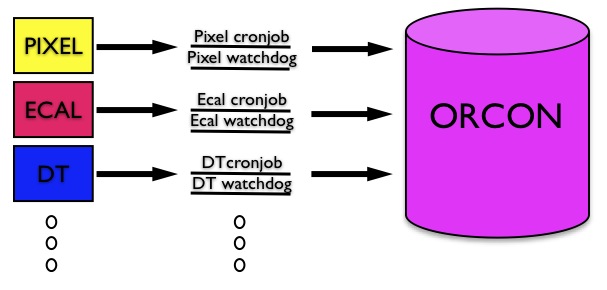 PIXEL
Pixel cronjob
Pixel watchdog
ECAL
Ecal cronjob
Ecal watchdog
DT
DTcronjob
DT watchdog
ORCON